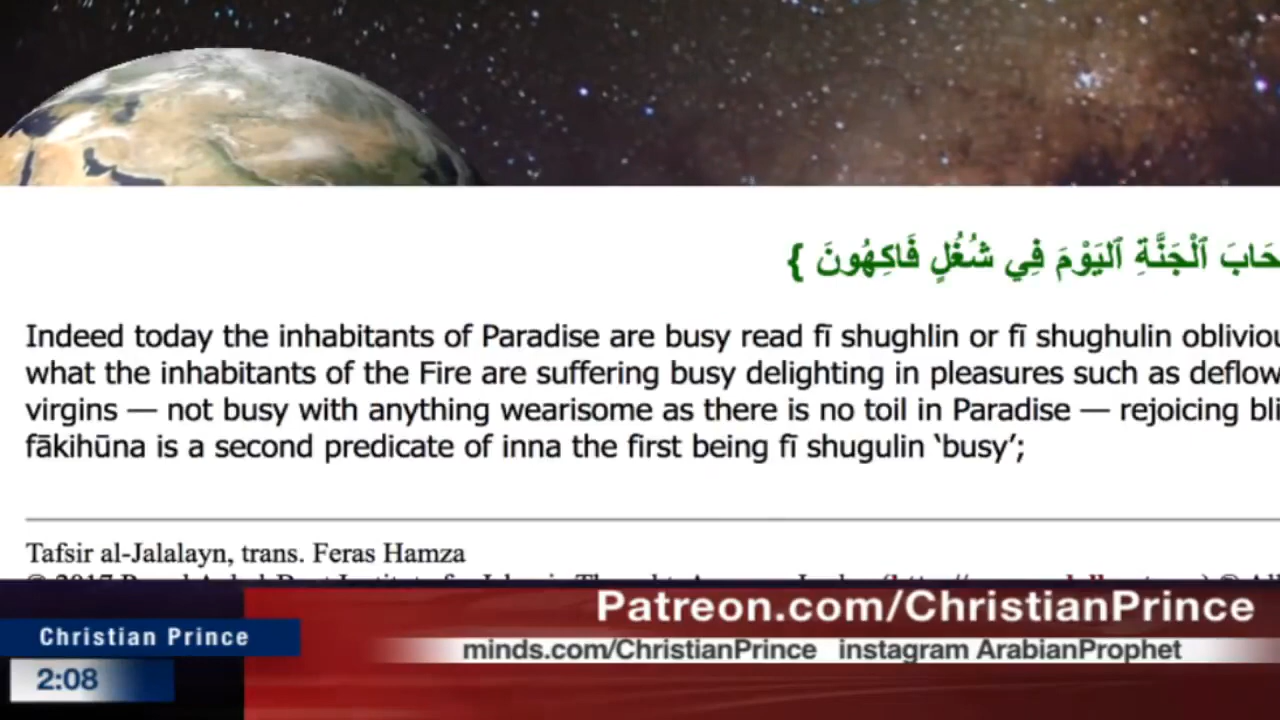 ٱلْجَنَّةِ ٱليَوْمَ فِي شُغُلٍ فَاكِهُونَ }
Indeed today the inhabitants of Paradise are busy read fī shughlin or fī shughulin
what the inhabitants of the Fire are suffering busy delighting in pleasures such as
virgins — not busy with anything wearisome as there is no toil in Paradise — rejoicing
fākihūna is a second predicate of inna the first being fī shugulin ‘busy’;
Tafsir al-Jalalayn, trans. Feras Hamza
Patreon.com/ChristianPrince
Christian Prince
minds.com/ChristianPrince instagram ArabianProphet
2:08